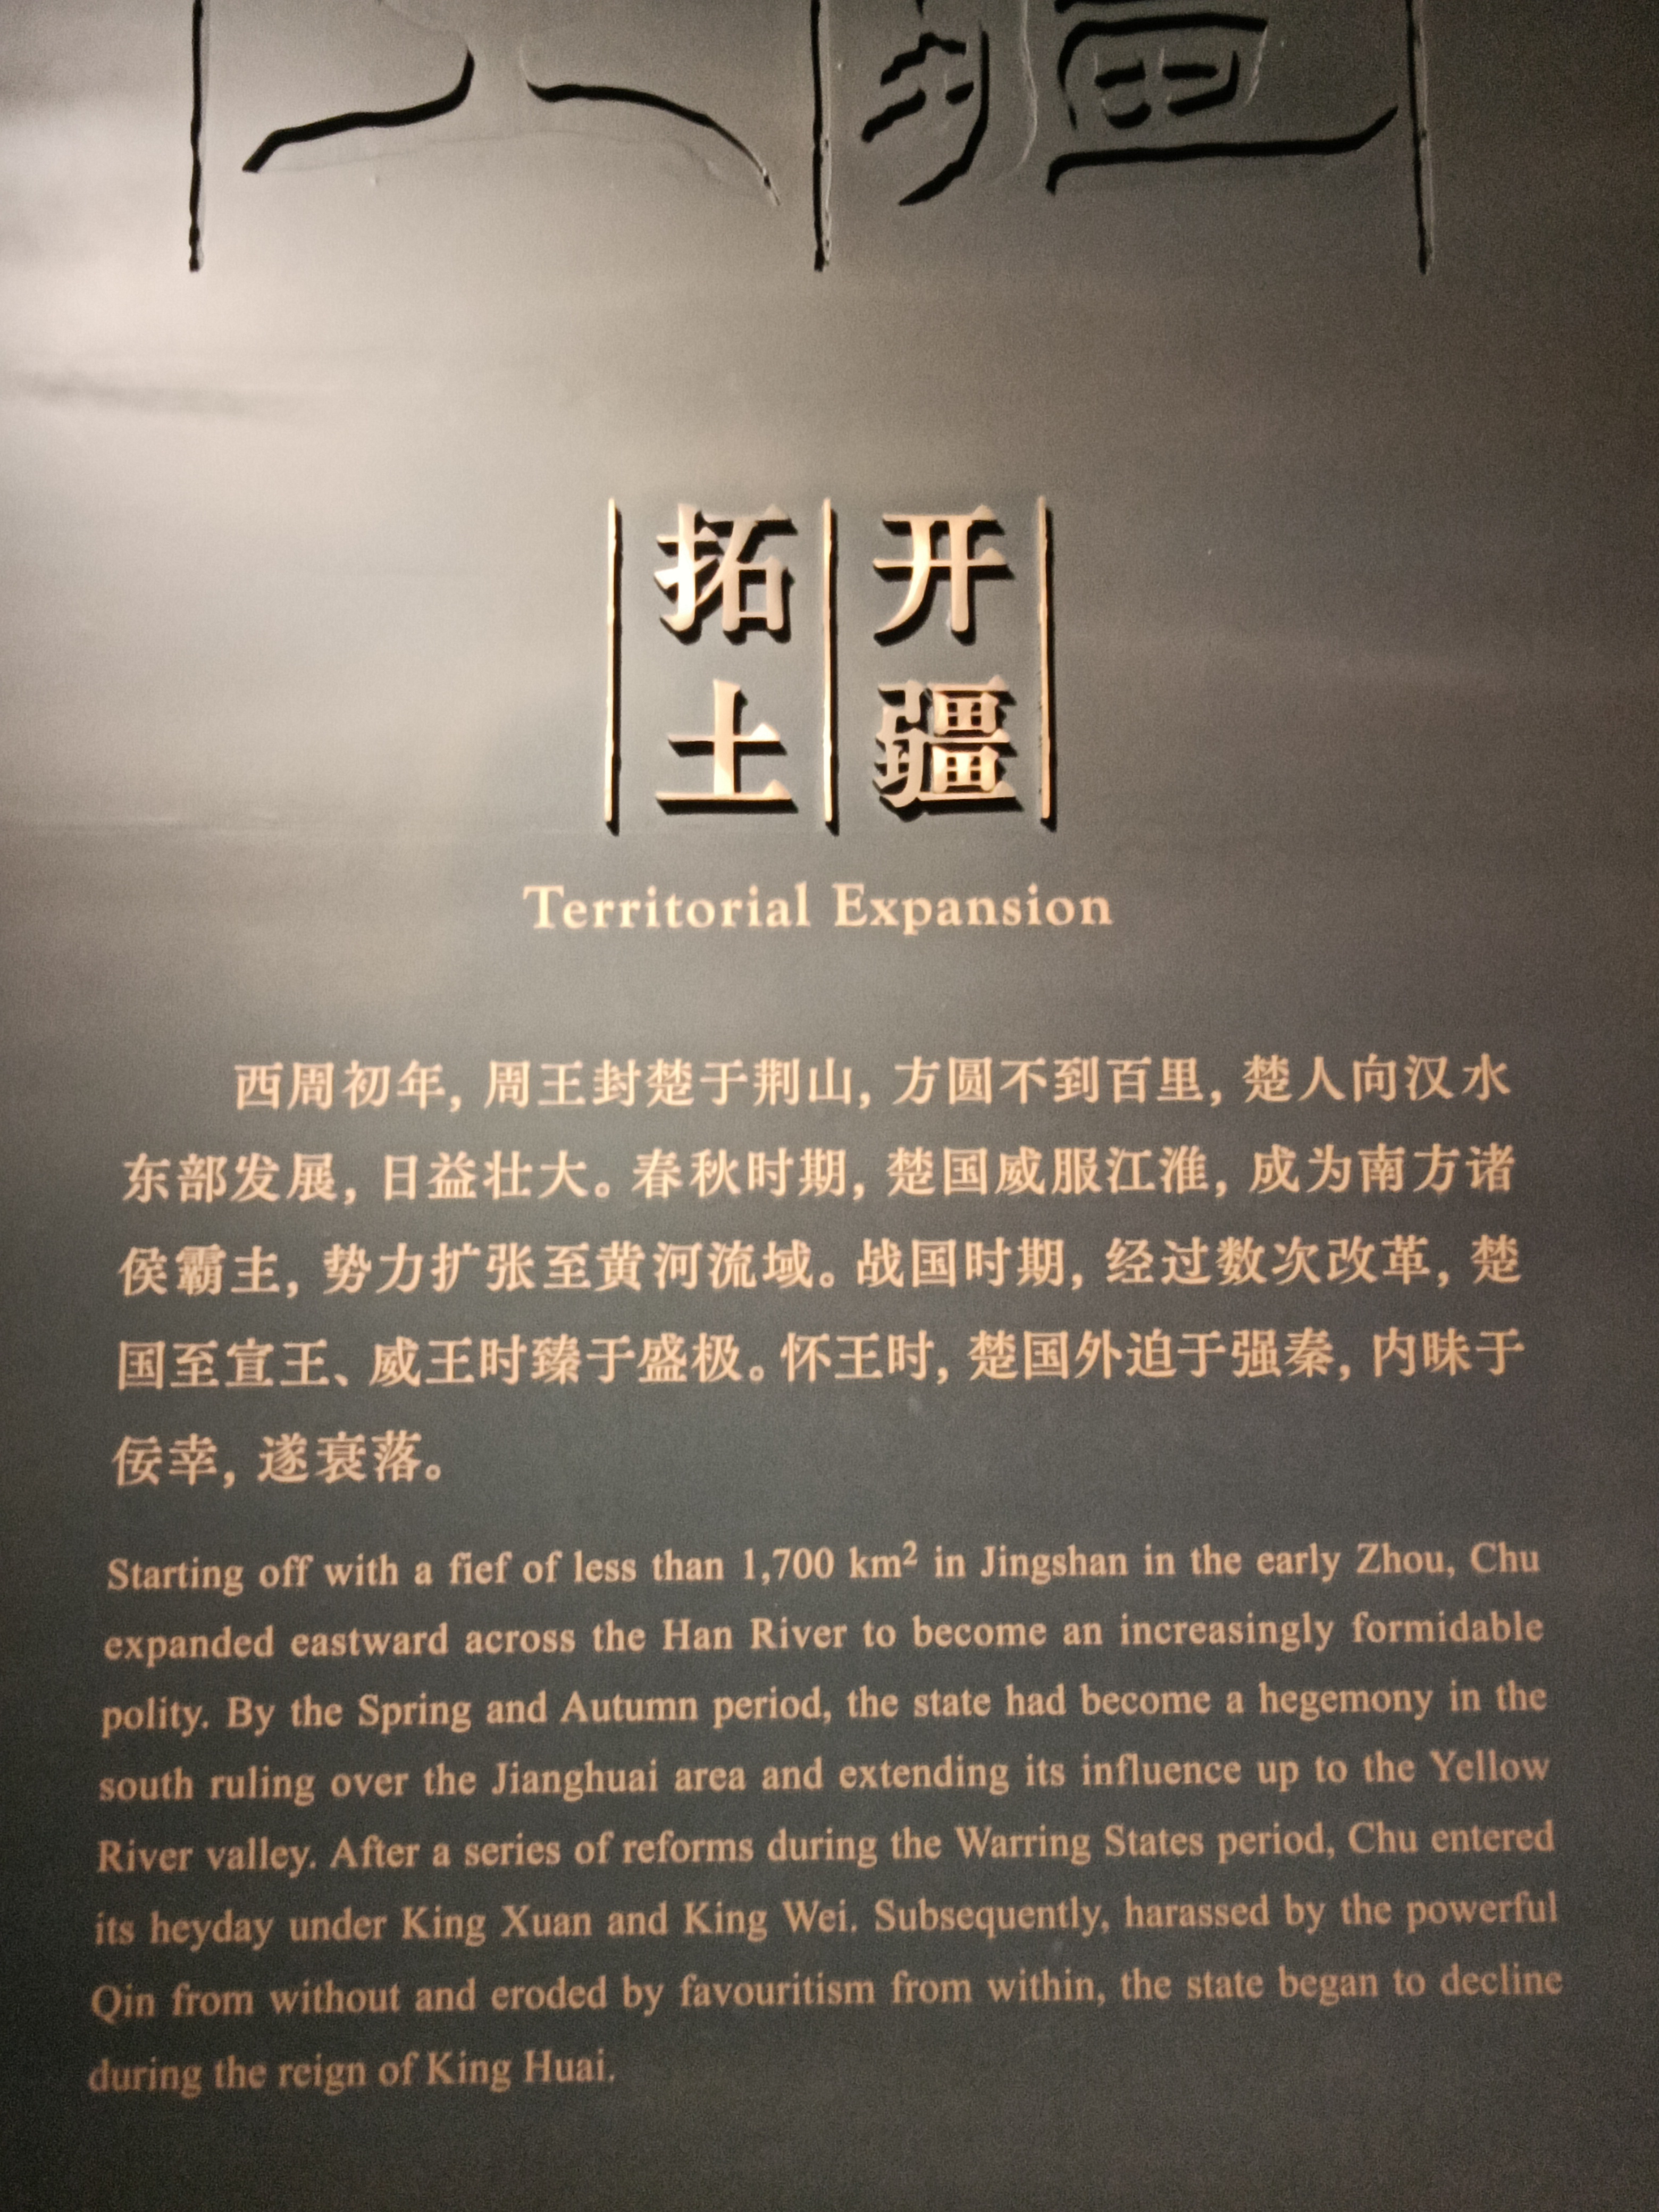 疆土
开疆
拓土
Territorial Expansion
西周初年，周王封楚于荆山，方圆不到百里，楚人向汉水
东部发展，日益壮大。春秋时期，楚国威服江淮，成为南方诸
侯霸主，势力扩张至黄河流域。战国时期，经过数次改革，楚
国至宣王、威王时臻于盛极。怀王时，楚国外迫于强秦，内昧于
佞幸，遂衰落。
Starting off with a fief of less than 1,700 km² in Jingshan in the early Zhou, Chu
expanded eastward across the Han River to become an increasingly formidable
polity. By the Spring and Autumn period, the state had become a hegemony in the
south ruling over the Jianghuai area and extending its influence up to the Yellow
River valley. After a series of reforms during the Warring States period, Chu entered
its heyday under King Xuan and King Wei. Subsequently, harassed by the powerful
Qin from without and eroded by favouritism from within, the state began to decline
during the reign of King Huai.